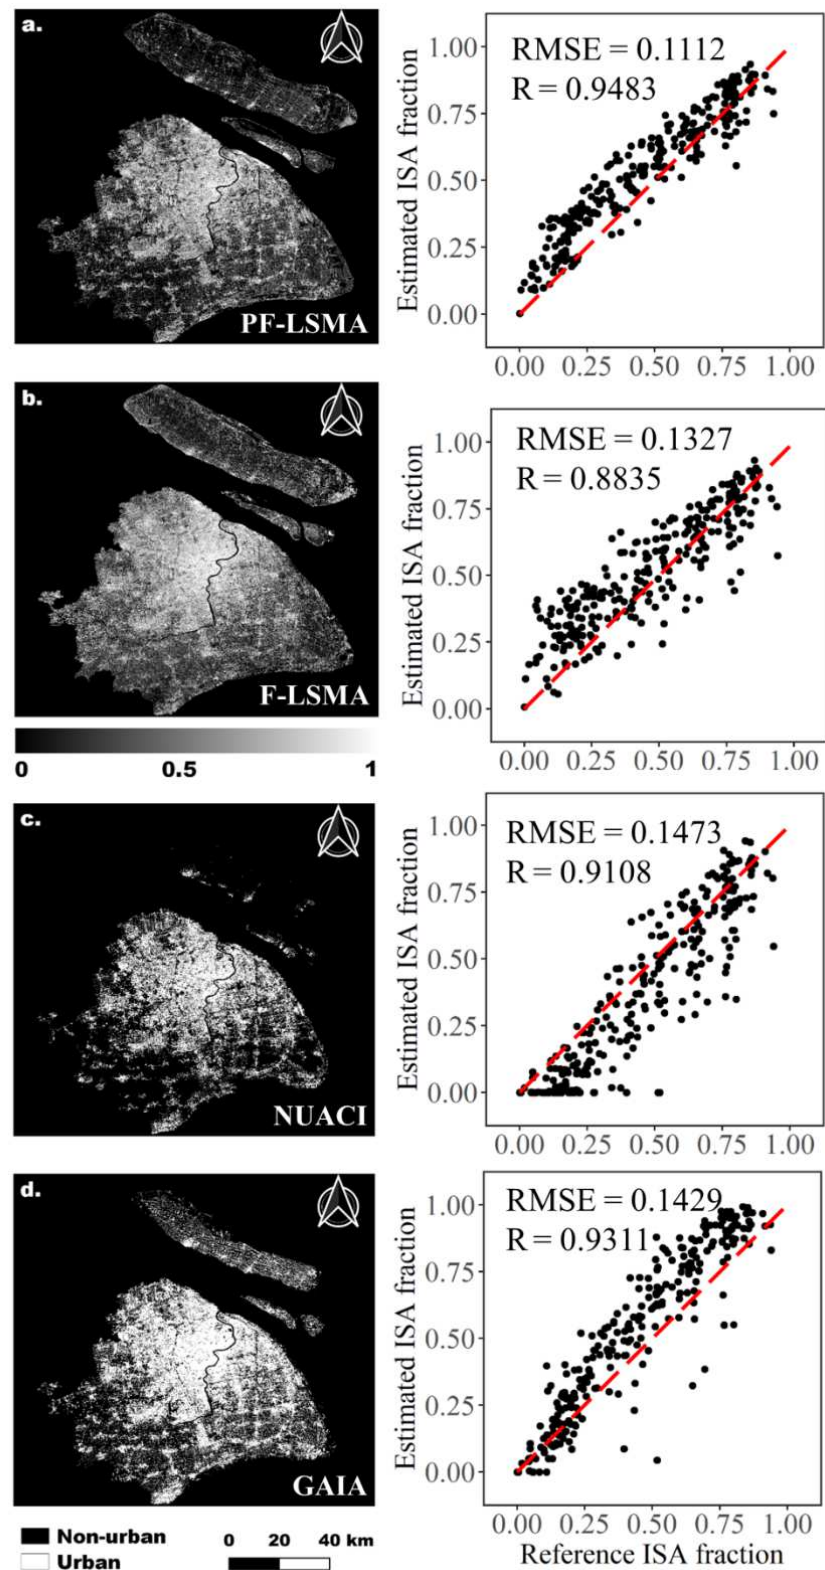 a.
PF-LSMA
RMSE = 0.1112
R = 0.9483
Estimated ISA fraction
1.00
0.75
0.50
0.25
0.00
0.00 0.25 0.50 0.75 1.00
b.
F-LSMA
0 0.5 1
RMSE = 0.1327
R = 0.8835
Estimated ISA fraction
1.00
0.75
0.50
0.25
0.00
0.00 0.25 0.50 0.75 1.00
c.
NUACI
RMSE = 0.1473
R = 0.9108
Estimated ISA fraction
1.00
0.75
0.50
0.25
0.00
0.00 0.25 0.50 0.75 1.00
d.
GAIA
RMSE = 0.1429
R = 0.9311
Estimated ISA fraction
1.00
0.75
0.50
0.25
0.00
0.00 0.25 0.50 0.75 1.00
Reference ISA fraction
Non-urban
Urban
0 20 40 km